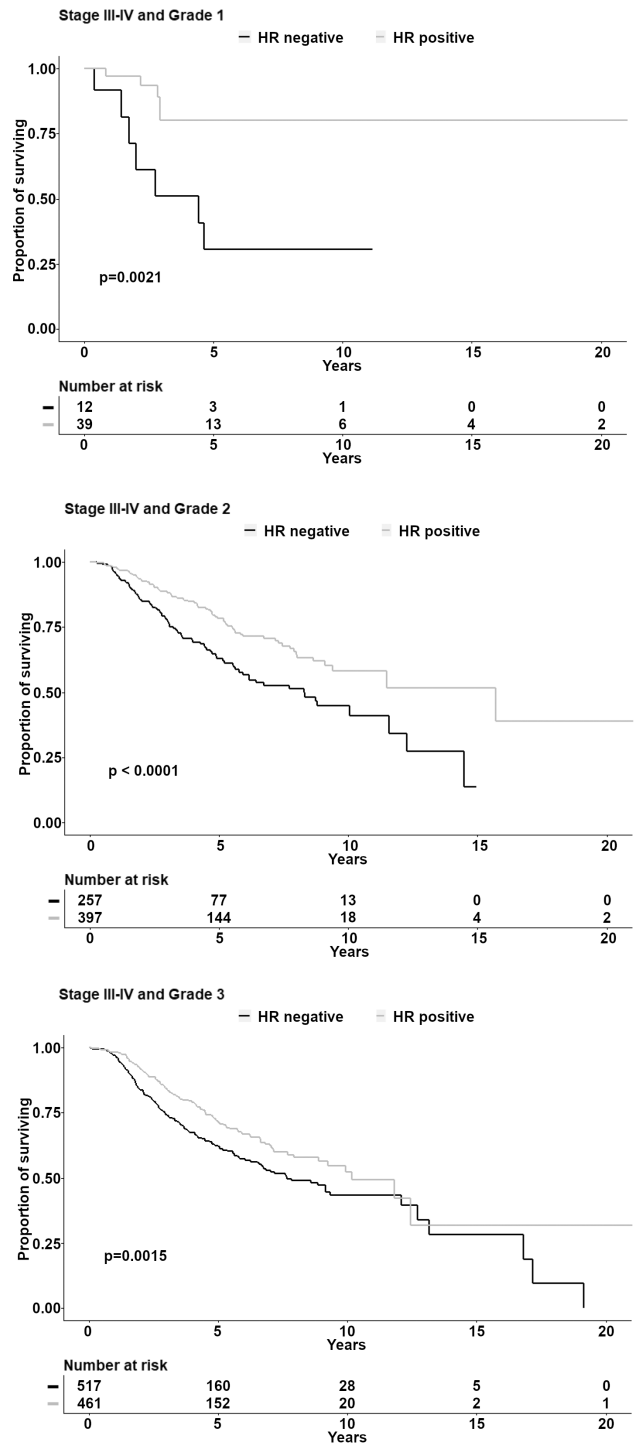 Stage III-IV and Grade 1
HR negative HR positive
1.00
0.75
0.50
0.25
0.00
Proportion of surviving
p=0.0021
0 5 10 15 20
Years
Number at risk
12 3 1 0 0
39 13 6 4 2
0 5 10 15 20
Years
Stage III-IV and Grade 2
HR negative HR positive
1.00
0.75
0.50
0.25
0.00
Proportion of surviving
p < 0.0001
0 5 10 15 20
Years
Number at risk
257 77 13 0 0
397 144 18 4 2
0 5 10 15 20
Years
Stage III-IV and Grade 3
HR negative HR positive
1.00
0.75
0.50
0.25
0.00
Proportion of surviving
p=0.0015
0 5 10 15 20
Years
Number at risk
517 160 28 5 0
461 152 20 2 1
0 5 10 15 20
Years